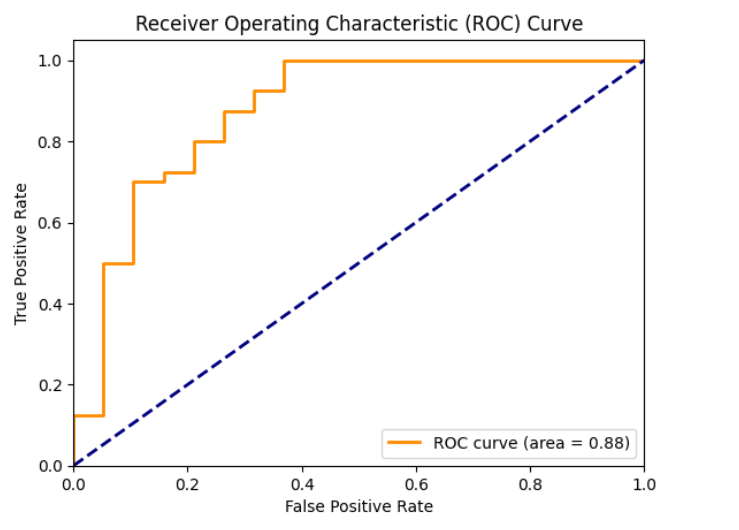 Receiver Operating Characteristic (ROC) Curve
1.0
0.8
0.6
0.4
0.2
0.0
True Positive Rate
ROC curve (area = 0.88)
0.0 0.2 0.4 0.6 0.8 1.0
False Positive Rate